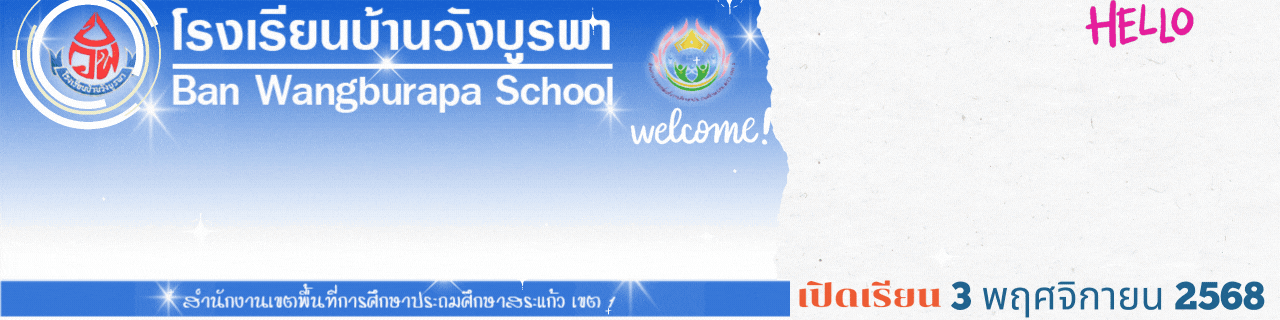 โรงเรียนบ้านวังบูรพา
Ban Wangburapa School
welcome!
HELLO
สำนักงานเขตพื้นที่การศึกษาประถมศึกษาสระแก้ว เขต 1
เปิดเรียน 3 พฤศจิกายน 2568